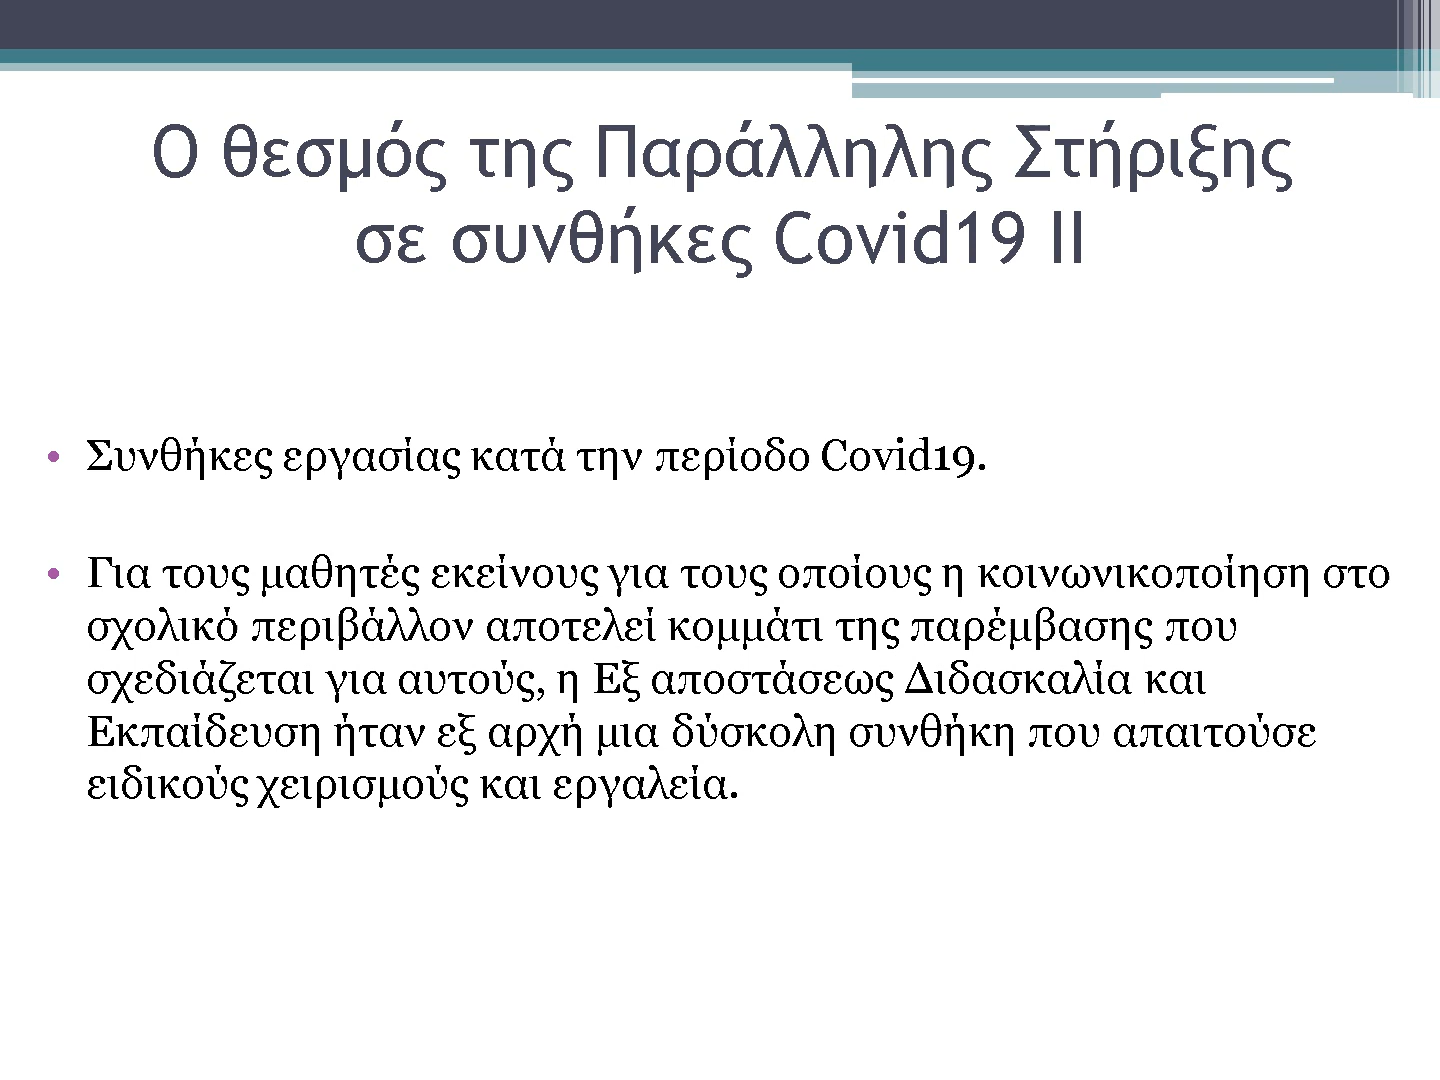 Ο θεσμός της Παράλληλης Στήριξης
σε συνθήκες Covid19 II
• Συνθήκες εργασίας κατά την περίοδο Covid19.
• Για τους μαθητές εκείνους για τους οποίους η κοινωνικοποίηση στο
σχολικό περιβάλλον αποτελεί κομμάτι της παρέμβασης που
σχεδιάζεται για αυτούς, η Εξ αποστάσεως Διδασκαλία και
Εκπαίδευση ήταν εξ αρχή μια δύσκολη συνθήκη που απαιτούσε
ειδικούς χειρισμούς και εργαλεία.